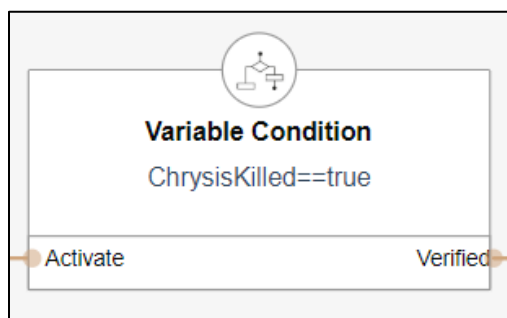 Variable Condition
ChrysisKilled==true
Activate Verified